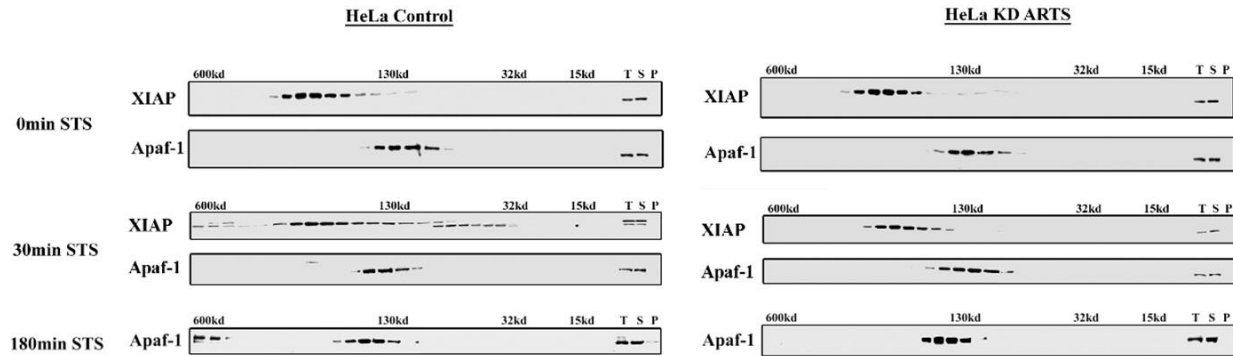 HeLa Control
HeLa KD ARTS
600kd 130kd 32kd 15kd T S P
600kd 130kd 32kd 15kd T S P
XIAP
XIAP
0min STS
Apaf-1
Apaf-1
600kd 130kd 32kd 15kd T S P
600kd 130kd 32kd 15kd T S P
XIAP
XIAP
30min STS
Apaf-1
Apaf-1
600kd 130kd 32kd 15kd T S P
600kd 130kd 32kd 15kd T S P
180min STS
Apaf-1
Apaf-1